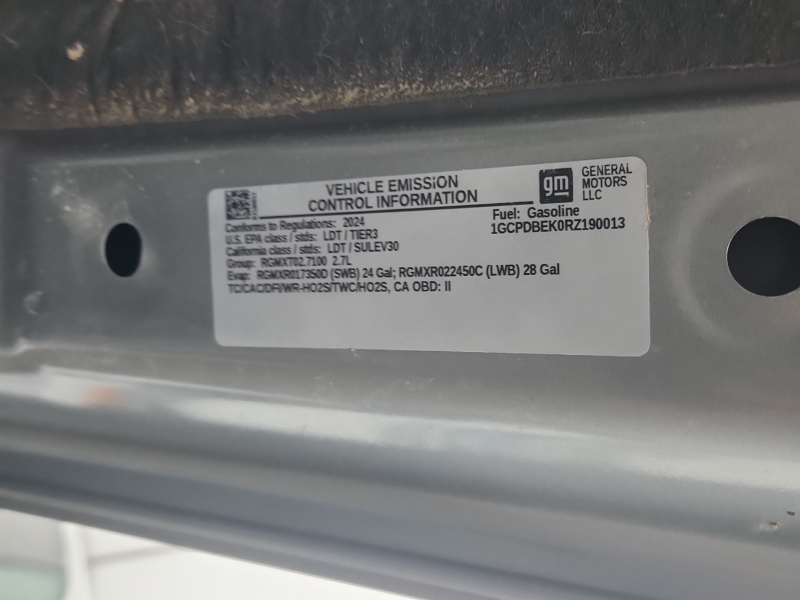 VEHICLE EMISSION
CONTROL INFORMATION
gm
GENERAL
MOTORS
LLC
Conforms to Regulations: 2024
Fuel: Gasoline
U.S. EPA class / stds: LDT / TIER3
1GCPDBEK0RZ190013
California class / stds: LDT / SULEV30
Group: RGMXT02.7100 2.7L
Evap: RGMXR017350D (SWB) 24 Gal; RGMXR022450C (LWB) 28 Gal
TC/CAC/DFI/WR-HO2S/TWC/HO2S, CA OBD: II